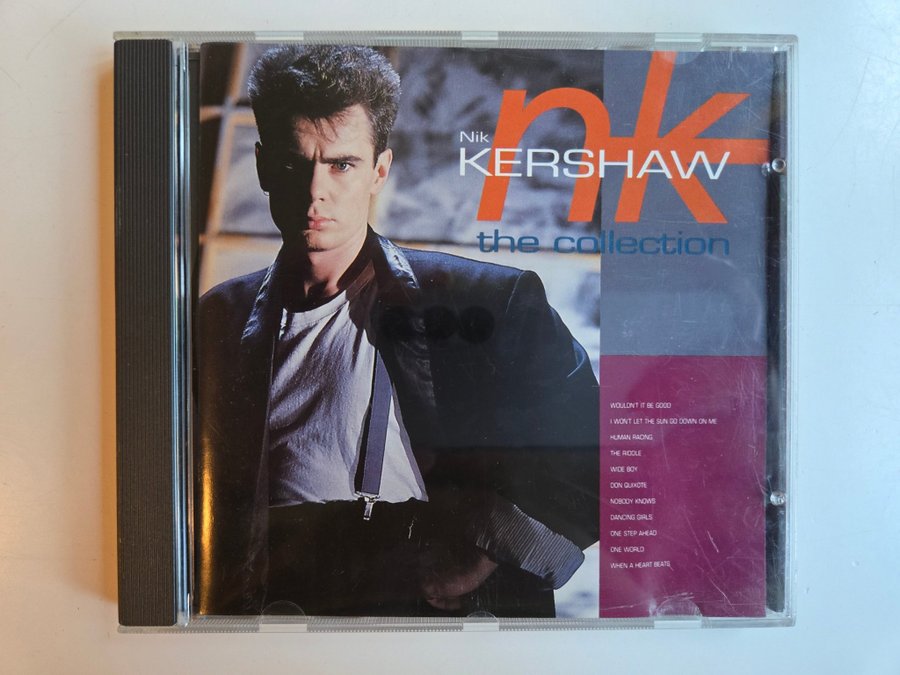 nk
Nik
KERSHAW
the collection
WOULDN'T IT BE GOOD
I WON'T LET THE SUN GO DOWN ON ME
HUMAN RACING
THE RIDDLE
WIDE BOY
DON QUIXOTE
NOBODY KNOWS
DANCING GIRLS
ONE STEP AHEAD
ONE WORLD
WHEN A HEART BEATS